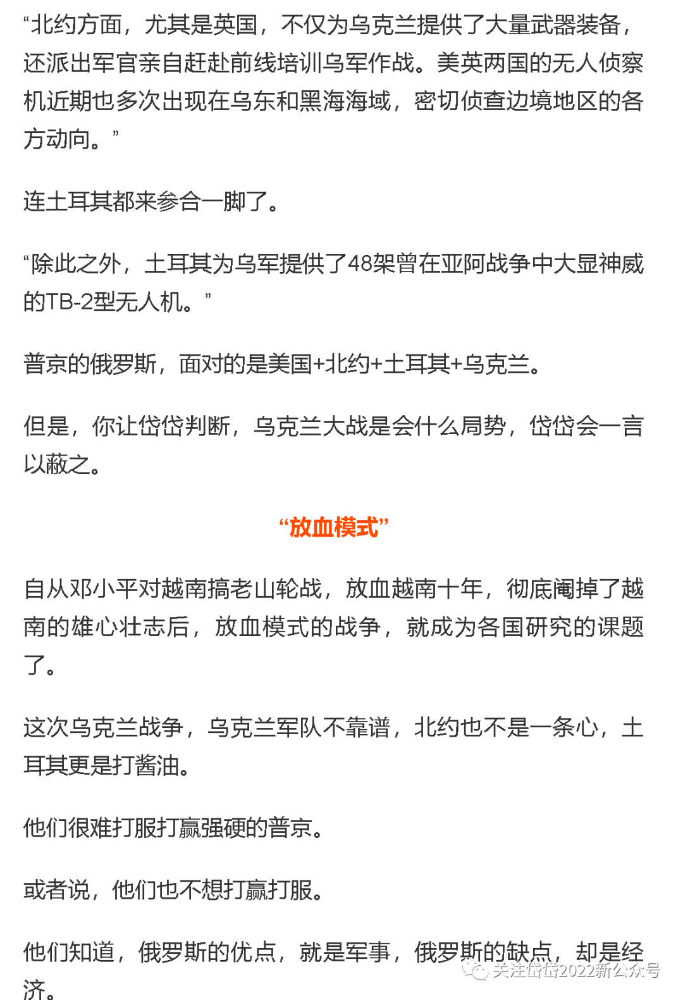 “北约方面，尤其是英国，不仅为乌克兰提供了大量武器装备，
还派出军官亲自赶赴前线培训乌军作战。美英两国的无人侦察
机近期也多次出现在乌东和黑海海域，密切侦查边境地区的各
方动向。”
连土耳其都来参合一脚了。
“除此之外，土耳其为乌军提供了48架曾在亚阿战争中大显神威
的TB-2型无人机。”
普京的俄罗斯，面对的是美国+北约+土耳其+乌克兰。
但是，你让岱岱判断，乌克兰大战是会什么局势，岱岱会一言
以蔽之。
“放血模式”
自从邓小平对越南搞老山轮战，放血越南十年，彻底阉掉了越
南的雄心壮志后，放血模式的战争，就成为各国研究的课题
了。
这次乌克兰战争，乌克兰军队不靠谱，北约也不是一条心，土
耳其更是打酱油。
他们很难打服打赢强硬的普京。
或者说，他们也不想打赢打服。
他们知道，俄罗斯的优点，就是军事，俄罗斯的缺点，却是经
济。
关注岱岱2022新公众号